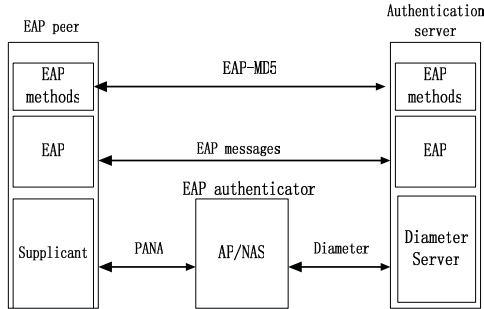 EAP peer
Authentication
server
EAP
methods
EAP-MD5
EAP
methods
EAP
EAP messages
EAP
EAP authenticator
Supplicant
PANA
AP/NAS
Diameter
Diameter
Server